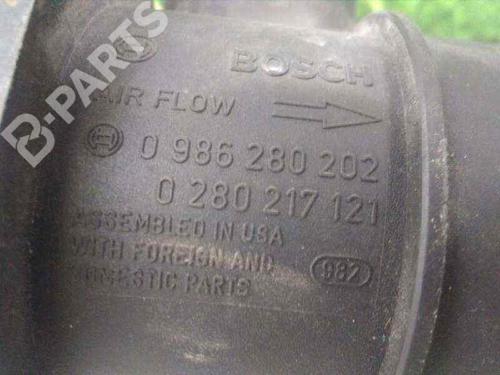 BOSCH
AIR FLOW
0 986 280 202
0 280 217 121
ASSEMBLED IN USA
WITH FOREIGN AND
DOMESTIC PARTS
982
B-PARTS
B-PARTS